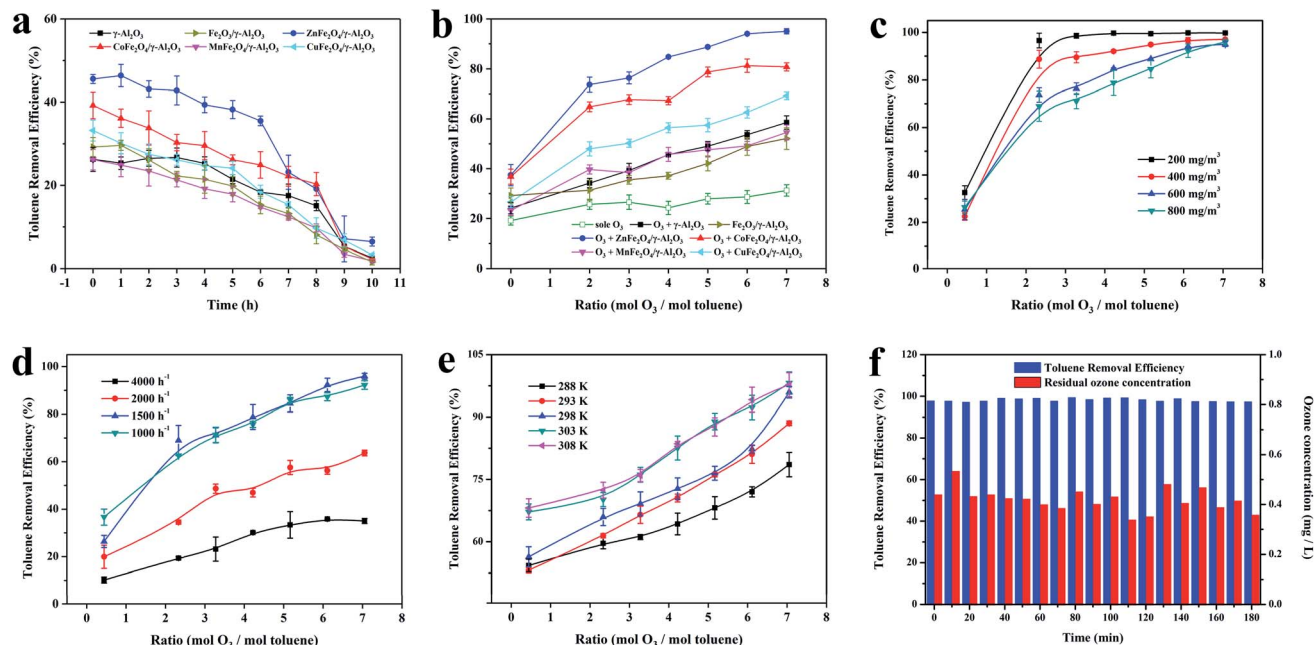 a
Toluene Removal Efficiency (%)
60
40
20
0
γ-Al₂O₃
Fe₂O₃/γ-Al₂O₃
ZnFe₂O₄/γ-Al₂O₃
CoFe₂O₄/γ-Al₂O₃
MnFe₂O₄/γ-Al₂O₃
CuFe₂O₄/γ-Al₂O₃
-1 0 1 2 3 4 5 6 7 8 9 10 11
Time (h)
b
Toluene Removal Efficiency (%)
100
80
60
40
20
0
sole O₃
O₃ + γ-Al₂O₃
Fe₂O₃/γ-Al₂O₃
O₃ + ZnFe₂O₄/γ-Al₂O₃
O₃ + CoFe₂O₄/γ-Al₂O₃
O₃ + MnFe₂O₄/γ-Al₂O₃
O₃ + CuFe₂O₄/γ-Al₂O₃
0 1 2 3 4 5 6 7 8
Ratio (mol O₃ / mol toluene)
c
Toluene Removal Efficiency (%)
100
80
60
40
20
0
200 mg/m³
400 mg/m³
600 mg/m³
800 mg/m³
0 1 2 3 4 5 6 7 8
Ratio (mol O₃ / mol toluene)
d
Toluene Removal Efficiency (%)
100
80
60
40
20
0
4000 h⁻¹
2000 h⁻¹
1500 h⁻¹
1000 h⁻¹
0 1 2 3 4 5 6 7 8
Ratio (mol O₃ / mol toluene)
e
Toluene Removal Efficiency (%)
105
90
75
60
288 K
293 K
298 K
303 K
308 K
0 1 2 3 4 5 6 7 8
Ratio (mol O₃ / mol toluene)
f
Toluene Removal Efficiency (%)
120
100
80
60
40
20
0
Toluene Removal Efficiency
Residual ozone concentration
1.0
0.8
0.6
0.4
0.2
0.0
Ozone concentration (mg / L)
0 20 40 60 80 100 120 140 160 180
Time (min)